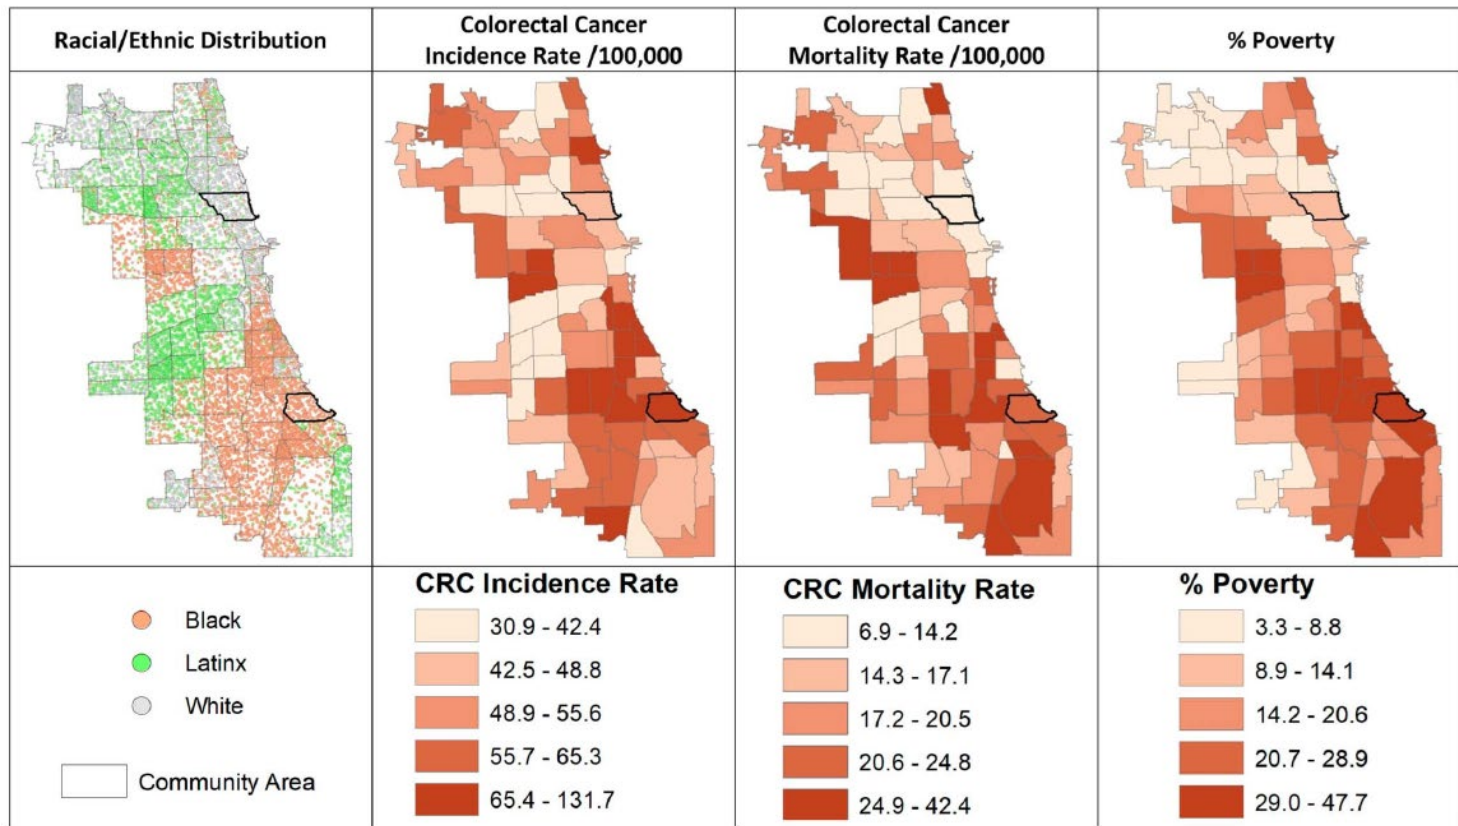 Racial/Ethnic Distribution
Colorectal Cancer
Incidence Rate /100,000
Colorectal Cancer
Mortality Rate /100,000
% Poverty
Black
Latinx
White
Community Area
CRC Incidence Rate
30.9 - 42.4
42.5 - 48.8
48.9 - 55.6
55.7 - 65.3
65.4 - 131.7
CRC Mortality Rate
6.9 - 14.2
14.3 - 17.1
17.2 - 20.5
20.6 - 24.8
24.9 - 42.4
% Poverty
3.3 - 8.8
8.9 - 14.1
14.2 - 20.6
20.7 - 28.9
29.0 - 47.7